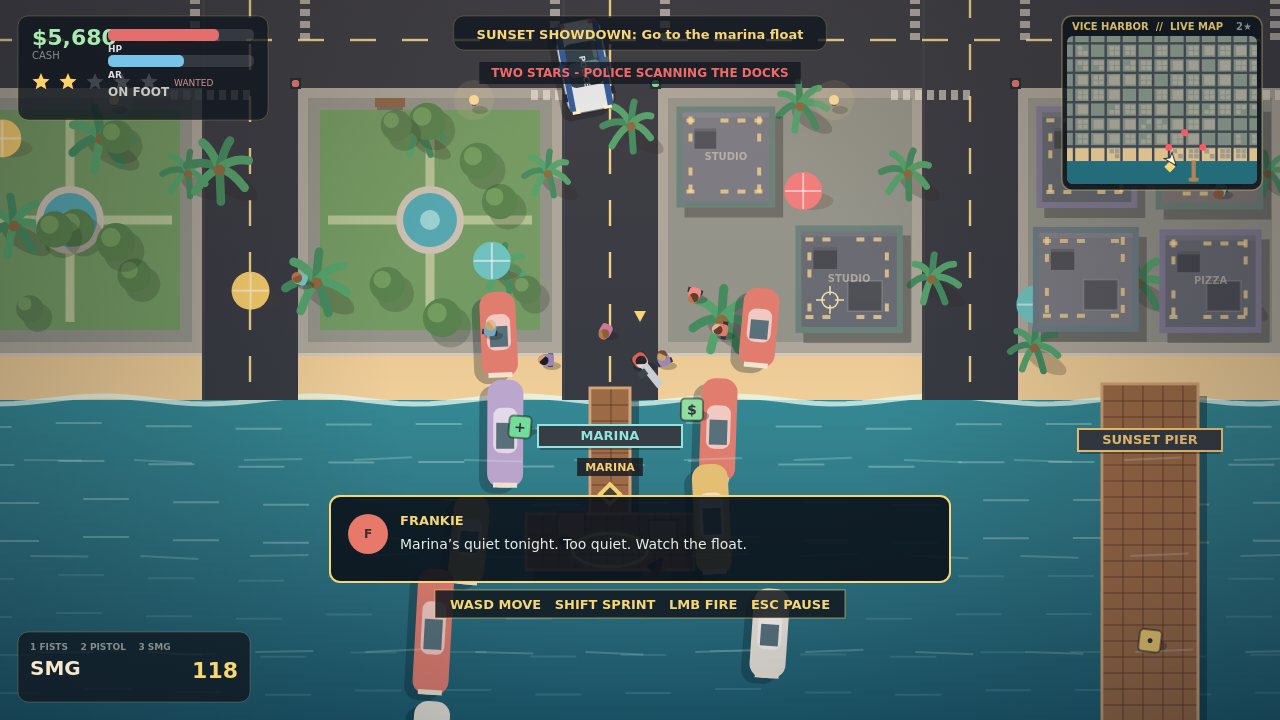 $5,680
CASH
HP
AR
WANTED
ON FOOT
SUNSET SHOWDOWN: Go to the marina float
TWO STARS - POLICE SCANNING THE DOCKS
VICE HARBOR // LIVE MAP 2★
STUDIO
STUDIO
PIZZA
$
+
MARINA
MARINA
SUNSET PIER
F
FRANKIE
Marina’s quiet tonight. Too quiet. Watch the float.
WASD MOVE SHIFT SPRINT LMB FIRE ESC PAUSE
1 FISTS 2 PISTOL 3 SMG
SMG 118